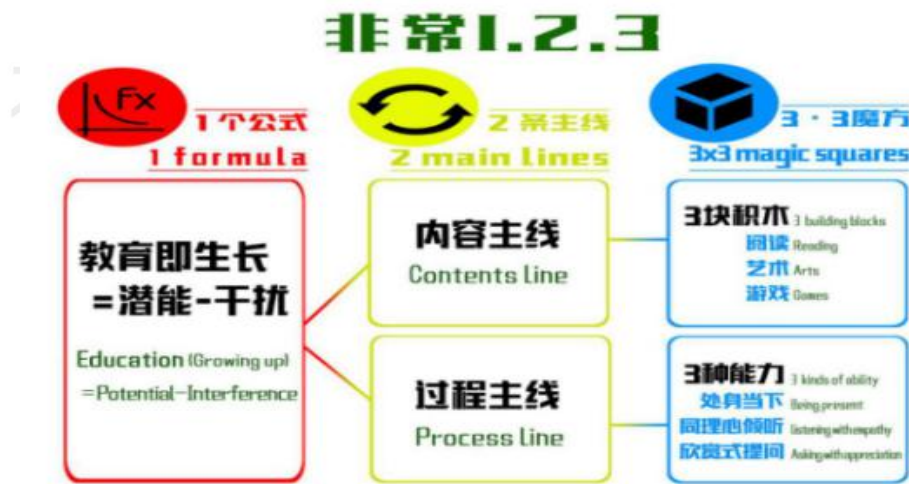 非常1.2.3
Fx
1个公式
1 formula
2条主线
2 main lines
3·3魔方
3x3 magic squares
教育即生长
=潜能-干扰
Education (Growing up)
=Potential-Interference
内容主线
Contents Line
过程主线
Process Line
3块积木 3 building blocks
阅读 Reading
艺术 Arts
游戏 Games
3种能力 3 kinds of ability
处身当下 Being present
同理心倾听 listening with empathy
欣赏式提问 Asking with appreciation